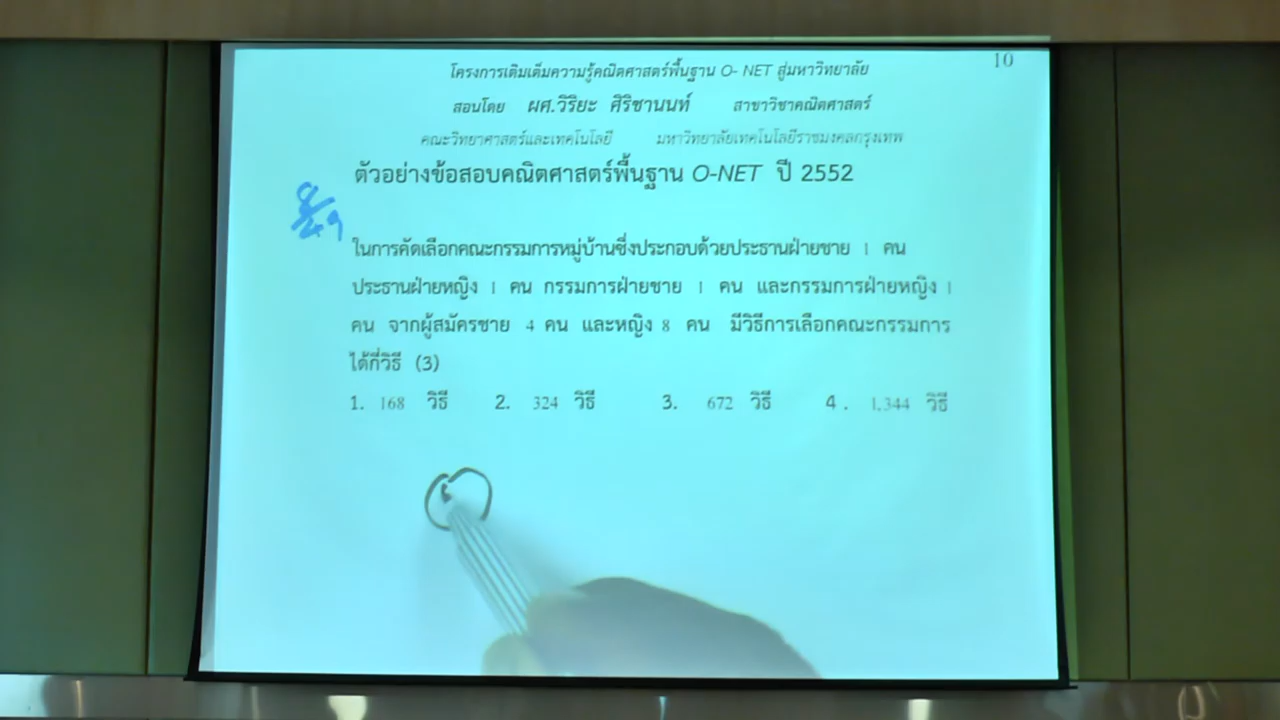 10
โครงการเติมเต็มความรู้คณิตศาสตร์พื้นฐาน O- NET สู่มหาวิทยาลัย
สอนโดย ผศ.วิริยะ ศิริชานนท์ สาขาวิชาคณิตศาสตร์
คณะวิทยาศาสตร์และเทคโนโลยี มหาวิทยาลัยเทคโนโลยีราชมงคลกรุงเทพ
ตัวอย่างข้อสอบคณิตศาสตร์พื้นฐาน O-NET ปี 2552
ในการคัดเลือกคณะกรรมการหมู่บ้านซึ่งประกอบด้วยประธานฝ่ายชาย 1 คน
ประธานฝ่ายหญิง 1 คน กรรมการฝ่ายชาย 1 คน และกรรมการฝ่ายหญิง 1
คน จากผู้สมัครชาย 4 คน และหญิง 8 คน มีวิธีการเลือกคณะกรรมการ
ได้กี่วิธี (3)
1. 168 วิธี 2. 324 วิธี 3. 672 วิธี 4 . 1,344 วิธี